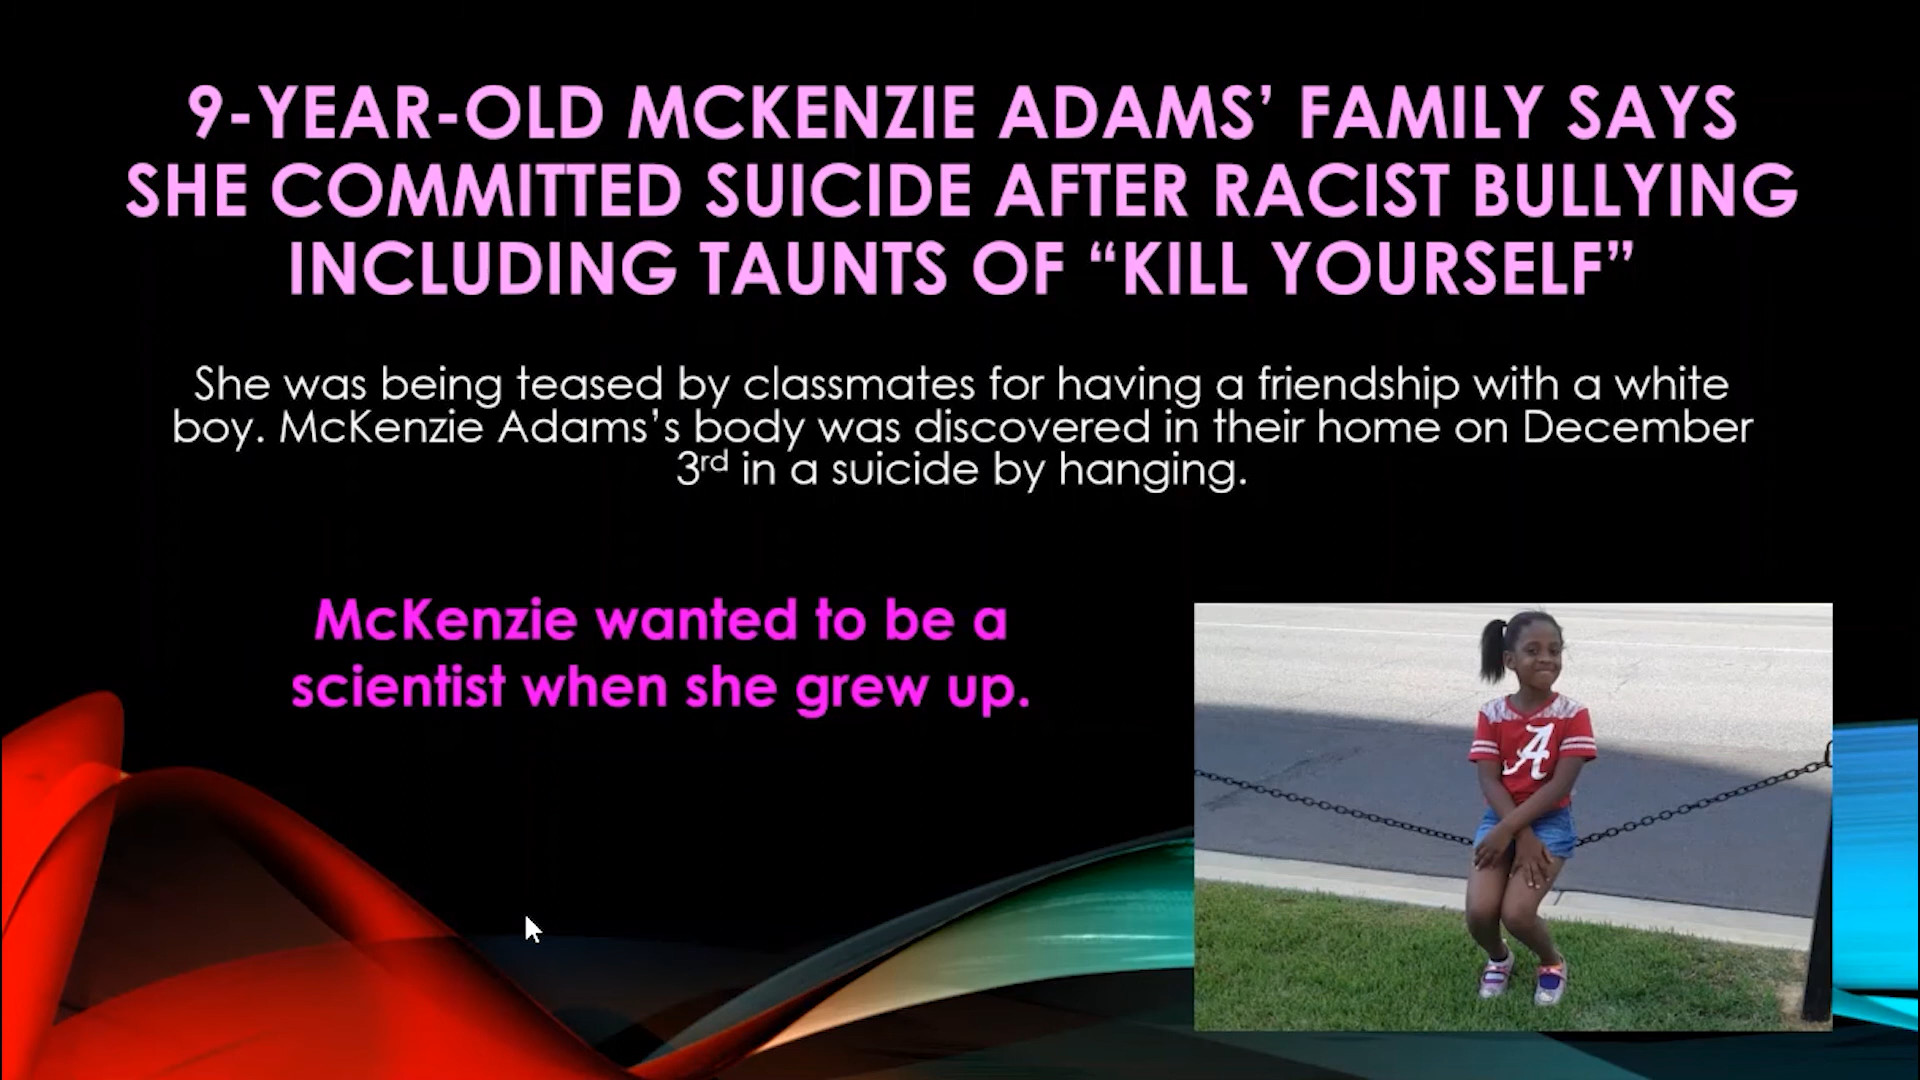 9-YEAR-OLD MCKENZIE ADAMS’ FAMILY SAYS
SHE COMMITTED SUICIDE AFTER RACIST BULLYING
INCLUDING TAUNTS OF “KILL YOURSELF”
She was being teased by classmates for having a friendship with a white
boy. McKenzie Adams’s body was discovered in their home on December
3rd in a suicide by hanging.
McKenzie wanted to be a
scientist when she grew up.
A